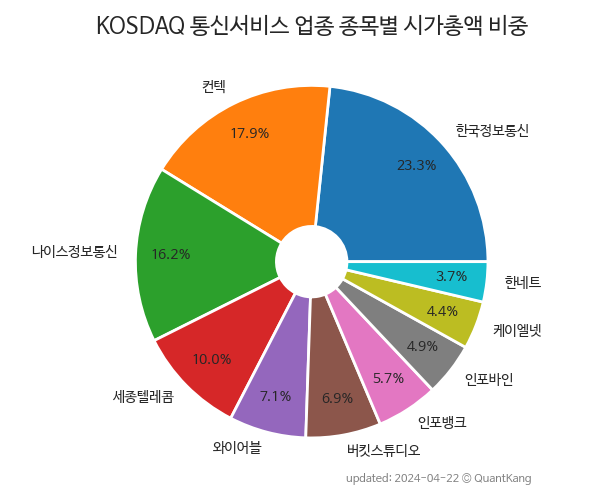 KOSDAQ 통신서비스 업종 종목별 시가총액 비중
컨텍
17.9%
한국정보통신
23.3%
나이스정보통신
16.2%
한네트
3.7%
케이엘넷
4.4%
인포바인
4.9%
세종텔레콤
10.0%
인포뱅크
5.7%
와이어블
7.1%
버킷스튜디오
6.9%
updated: 2024-04-22 © QuantKang